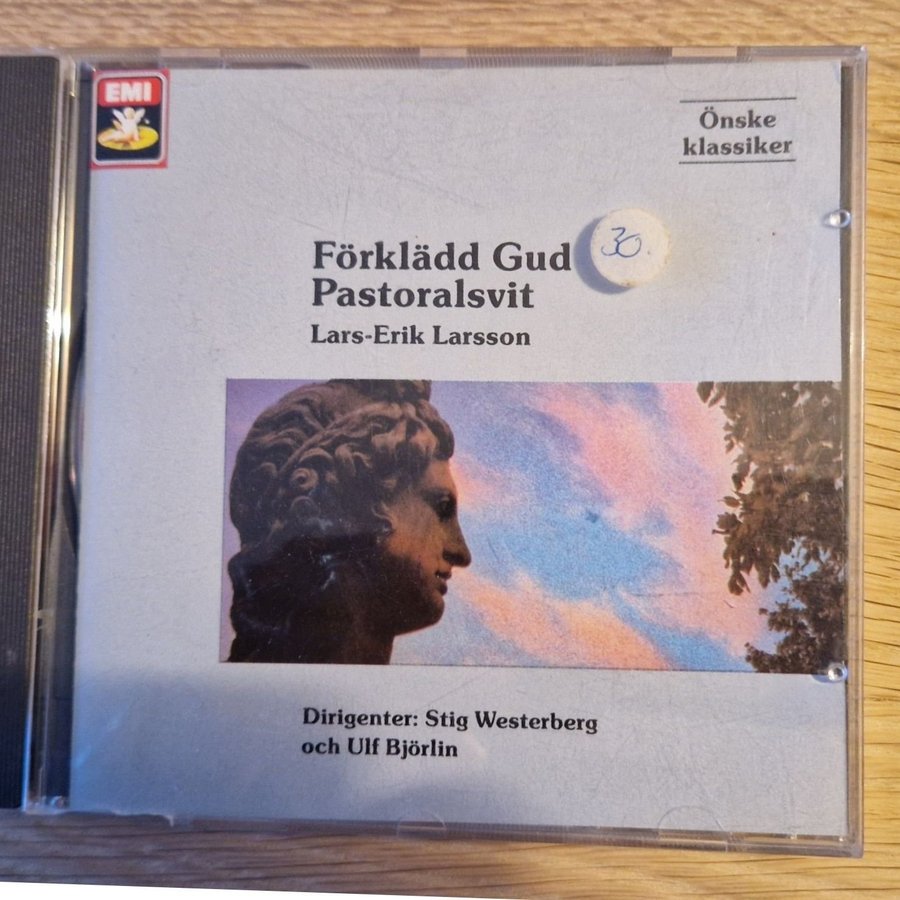 EMI
Önske
klassiker
30.
Förklädd Gud
Pastoralsvit
Lars-Erik Larsson
Dirigenter: Stig Westerberg
och Ulf Björlin